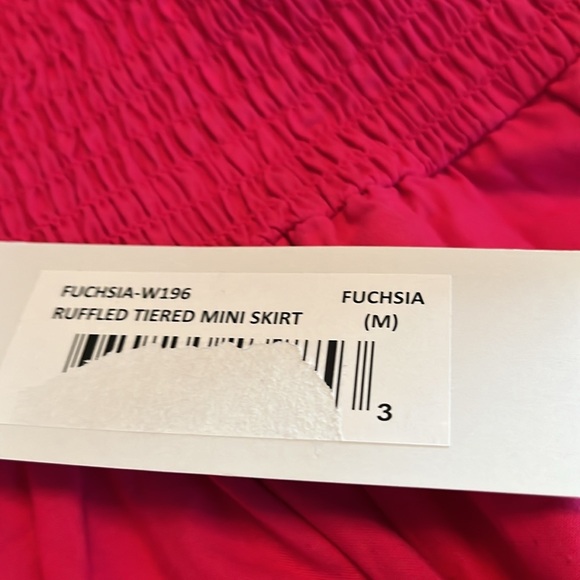 FUCHSIA-W196
RUFFLED TIERED MINI SKIRT
FUCHSIA
(M)
3